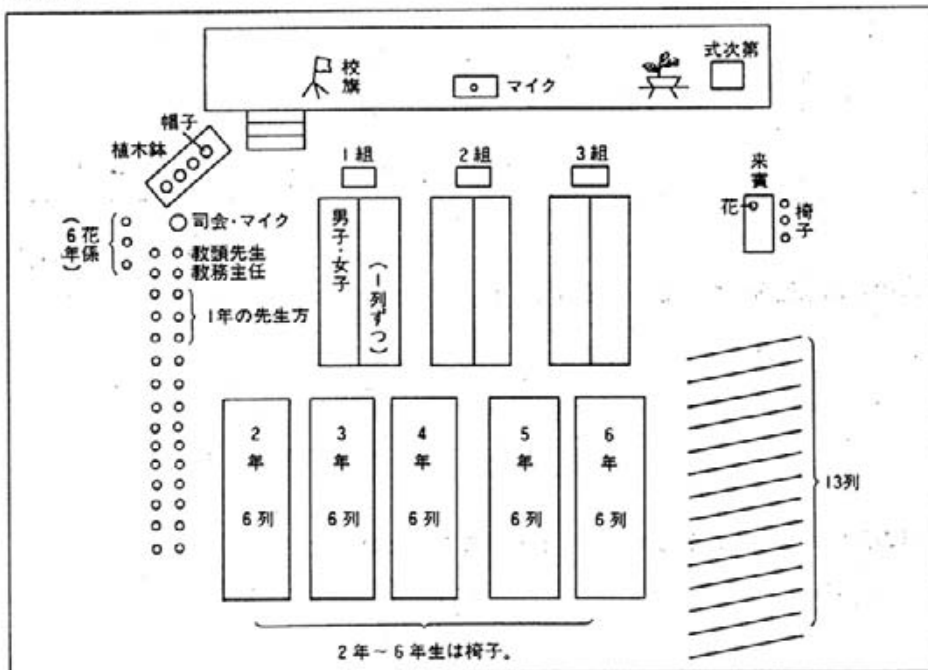 校旗
マイク
式次第
帽子
植木鉢
1組
2組
3組
来賓
花
椅子
司会・マイク
花係(6年)
教頭先生
教務主任
1年の先生方
男子・女子
(1列ずつ)
2年
6列
3年
6列
4年
6列
5年
6列
6年
6列
13列
2年~6年生は椅子。